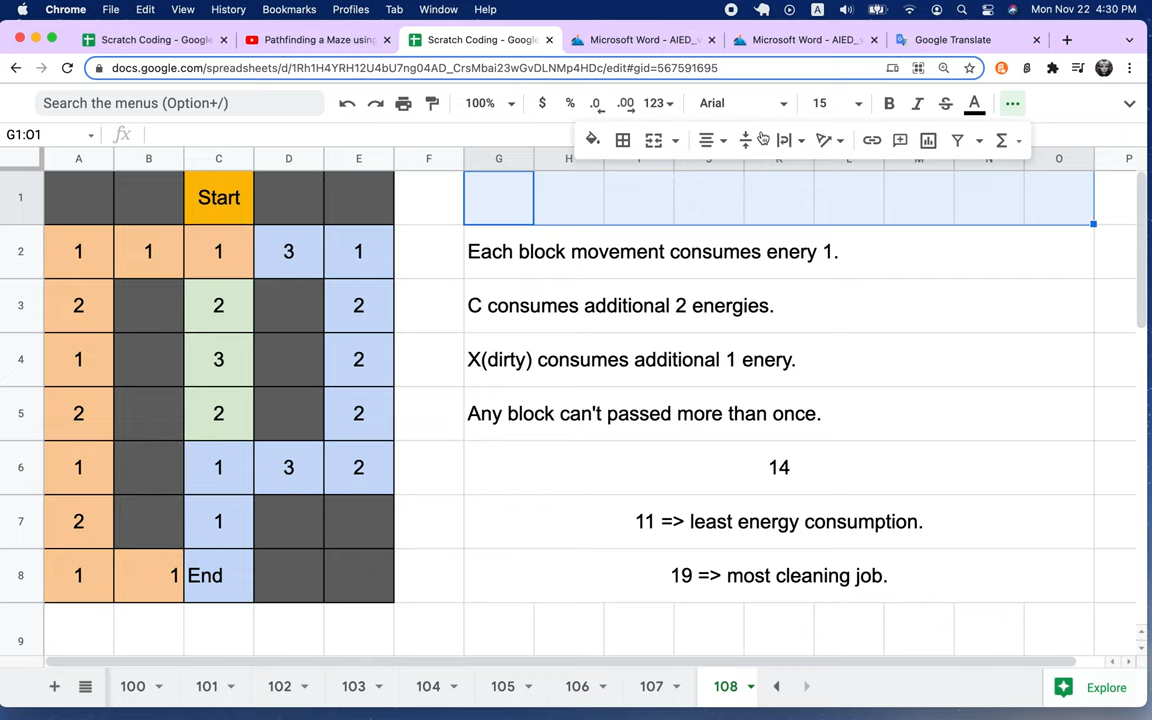 Chrome File Edit View History Bookmarks Profiles Tab Window Help A Mon Nov 22 4:30 PM
Scratch Coding - Google Pathfinding a Maze using Scratch Coding - Google Microsoft Word - AIED_ Microsoft Word - AIED_ Google Translate
docs.google.com/spreadsheets/d/1Rh1H4YRH12U4bU7ng04AD_CrsMbai23wGvDLNMp4HDc/edit#gid=567591695
Search the menus (Option+/) 100% $ % .0 .00 123 Arial 15 B I S A
G1:O1 fx
A B C D E F G H I J K L M N O P
1 Start
2 1 1 1 3 1 Each block movement consumes enery 1.
3 2 2 2 C consumes additional 2 energies.
4 1 3 2 X(dirty) consumes additional 1 enery.
5 2 2 2 Any block can't passed more than once.
6 1 1 3 2 14
7 2 1 11 => least energy consumption.
8 1 1 End 19 => most cleaning job.
9
100 101 102 103 104 105 106 107 108 Explore